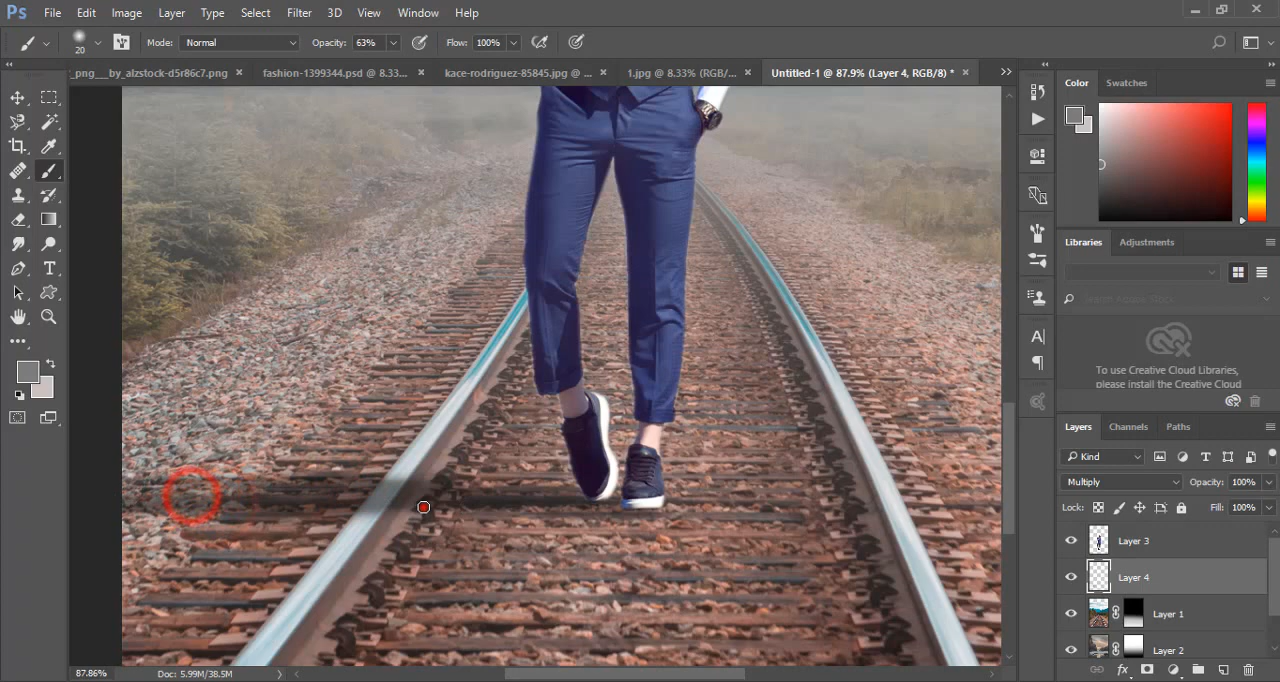 Ps File Edit Image Layer Type Select Filter 3D View Window Help
20 Mode: Normal Opacity: 63% Flow: 100%
_png___by_alzstock-d5r86c7.png × fashion-1399344.psd @ 8.33... × kace-rodriguez-85845.jpg @ ... × 1.jpg @ 8.33% (RGB/... × Untitled-1 @ 87.9% (Layer 4, RGB/8) * ×
Color Swatches
Libraries Adjustments
Search Adobe Stock
To use Creative Cloud Libraries,
please install the Creative Cloud
Layers Channels Paths
Kind
Multiply Opacity: 100%
Lock: Fill: 100%
Layer 3
Layer 4
Layer 1
Layer 2
87.86% Doc: 5.99M/38.5M